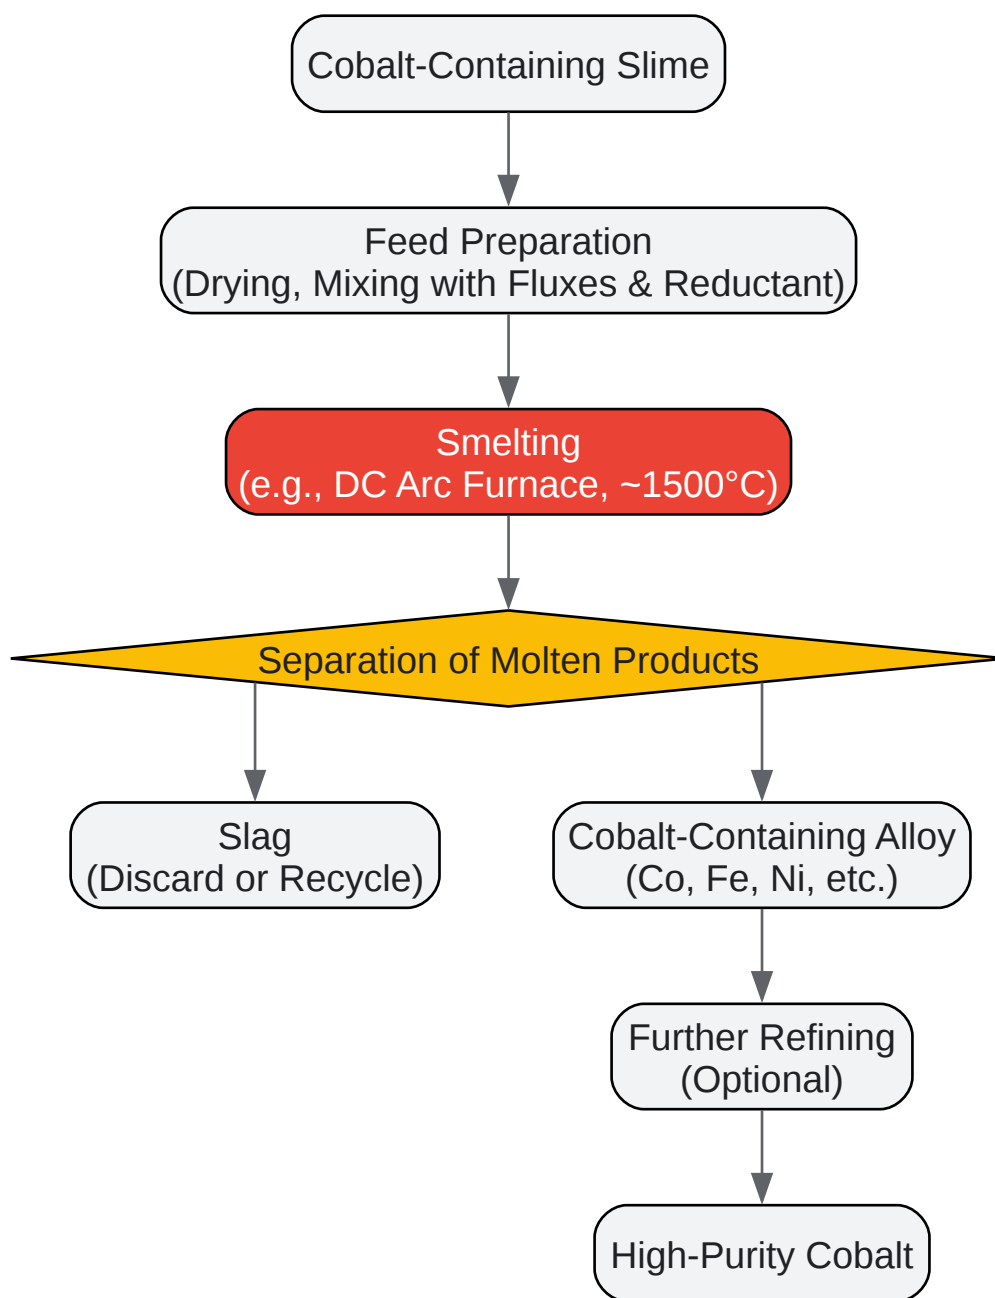 Cobalt-Containing Slime
Feed Preparation
(Drying, Mixing with Fluxes & Reductant)
Smelting
(e.g., DC Arc Furnace, ~1500°C)
Separation of Molten Products
Slag
(Discard or Recycle)
Cobalt-Containing Alloy
(Co, Fe, Ni, etc.)
Further Refining
(Optional)
High-Purity Cobalt